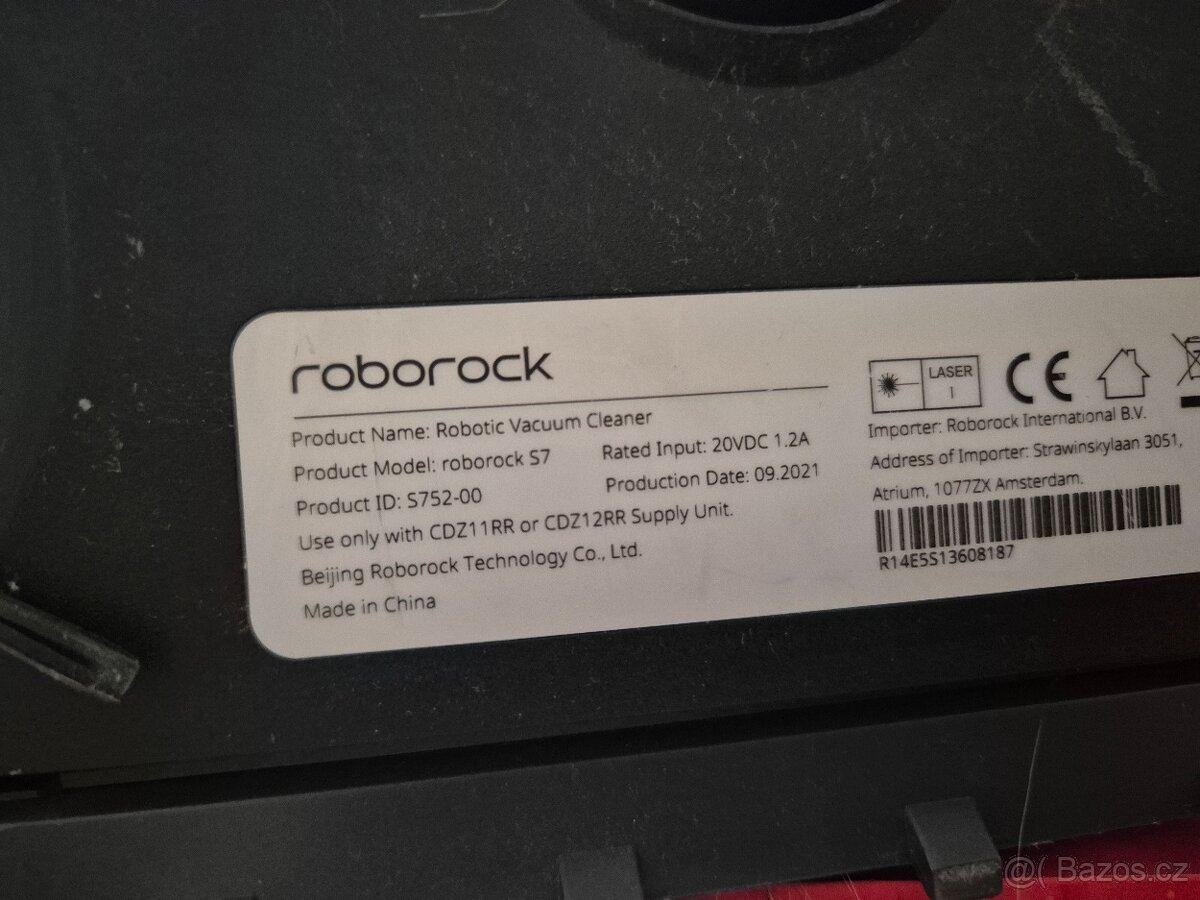 roborock
Product Name: Robotic Vacuum Cleaner
Product Model: roborock S7
Rated Input: 20VDC 1.2A
Product ID: S752-00
Production Date: 09.2021
Use only with CDZ11RR or CDZ12RR Supply Unit.
Beijing Roborock Technology Co., Ltd.
Made in China
LASER
1
CE
Importer: Roborock International B.V.
Address of Importer: Strawinskylaan 3051,
Atrium, 1077ZX Amsterdam.
R14E5S13608187
@( Bazos.cz